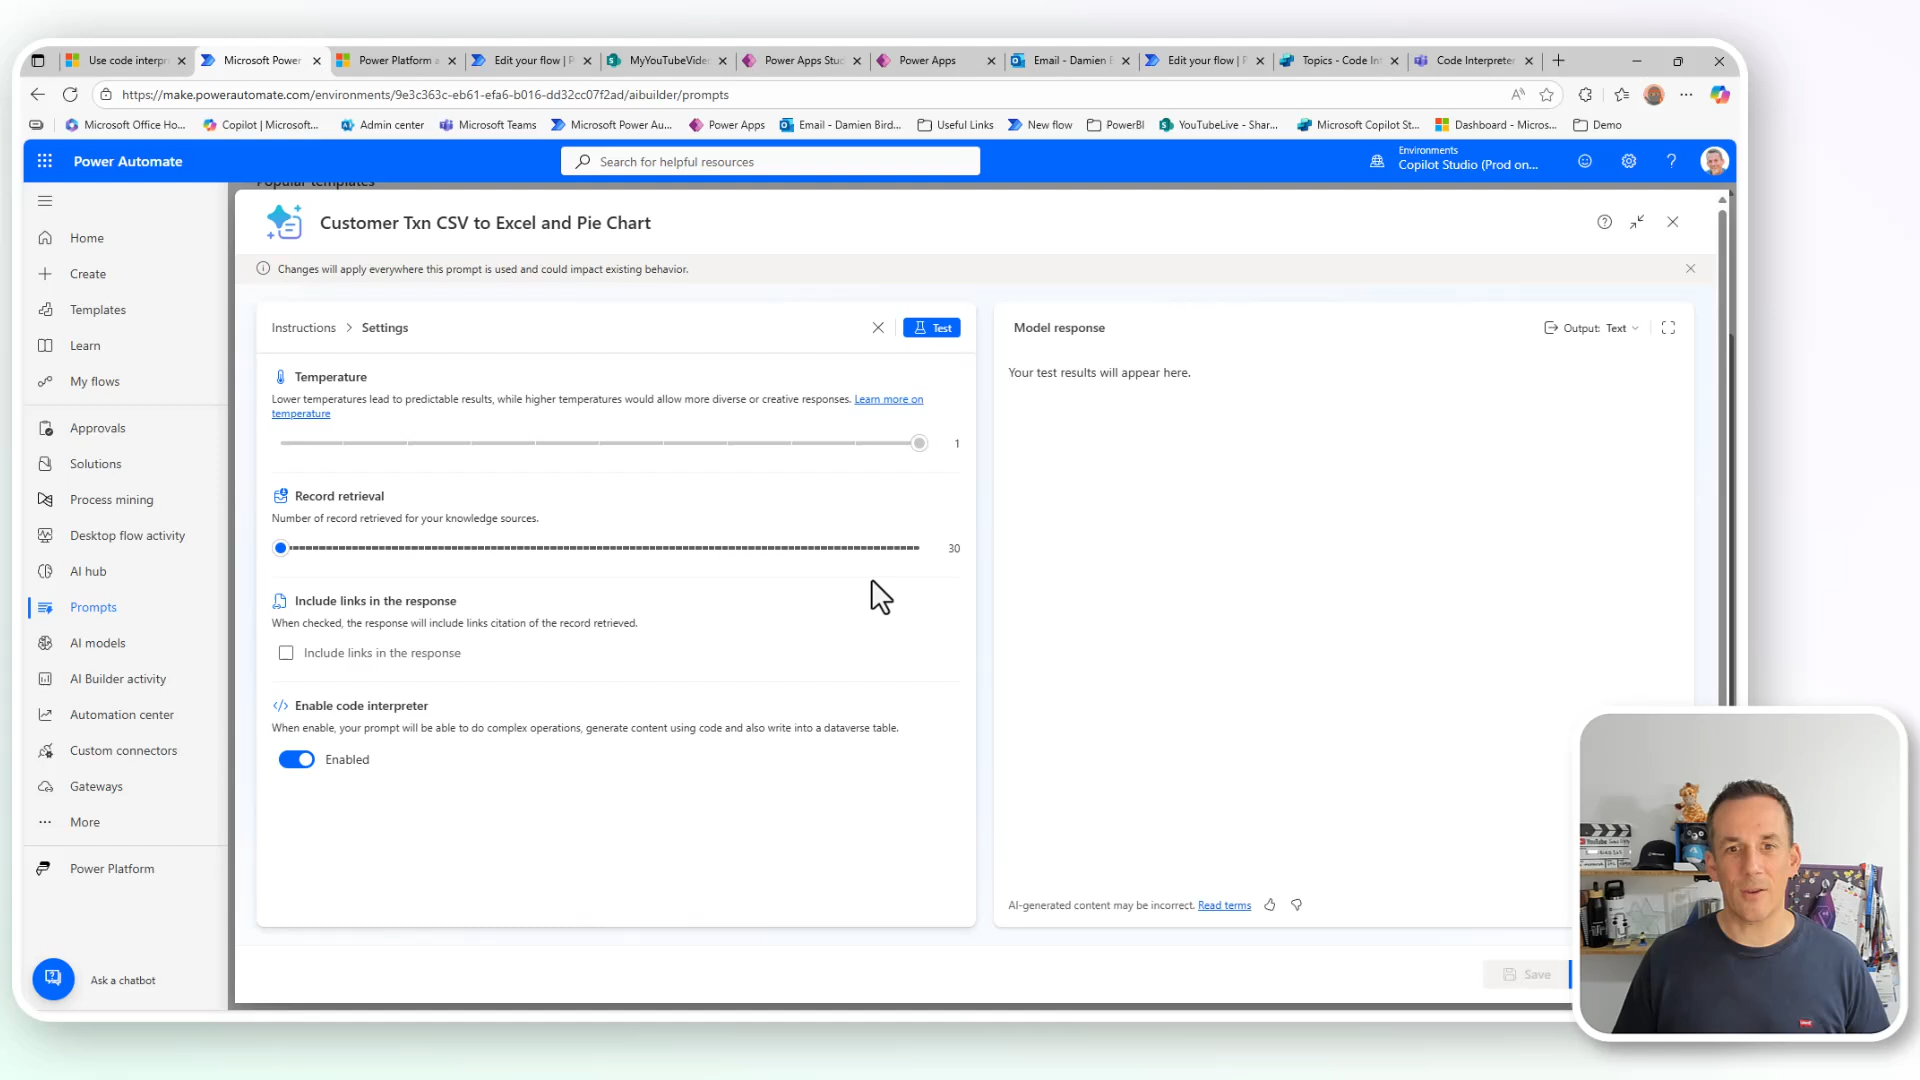 Use code interpr
Microsoft Power
Power Platform a
Edit your flow | P
MyYouTubeVide
Power Apps Stu
Power Apps
Email - Damien B
Edit your flow | P
Topics - Code Int
Code Interpreter
https://make.powerautomate.com/environments/9e3c363c-eb61-efa6-b016-dd32cc07f2ad/aibuilder/prompts
Microsoft Office Ho...
Copilot | Microsoft...
Admin center
Microsoft Teams
Microsoft Power Au...
Power Apps
Email - Damien Bird...
Useful Links
New flow
PowerBI
YouTubeLive - Shar...
Microsoft Copilot St...
Dashboard - Micros...
Demo
Power Automate
Search for helpful resources
Environments
Copilot Studio (Prod on...
Popular templates
Home
Create
Templates
Learn
My flows
Approvals
Solutions
Process mining
Desktop flow activity
AI hub
Prompts
AI models
AI Builder activity
Automation center
Custom connectors
Gateways
More
Power Platform
Ask a chatbot
Customer Txn CSV to Excel and Pie Chart
Changes will apply everywhere this prompt is used and could impact existing behavior.
Instructions > Settings
Test
Temperature
Lower temperatures lead to predictable results, while higher temperatures would allow more diverse or creative responses. Learn more on
temperature
1
Record retrieval
Number of record retrieved for your knowledge sources.
30
Include links in the response
When checked, the response will include links citation of the record retrieved.
Include links in the response
Enable code interpreter
When enable, your prompt will be able to do complex operations, generate content using code and also write into a dataverse table.
Enabled
Model response
Output: Text
Your test results will appear here.
AI-generated content may be incorrect. Read terms
Save